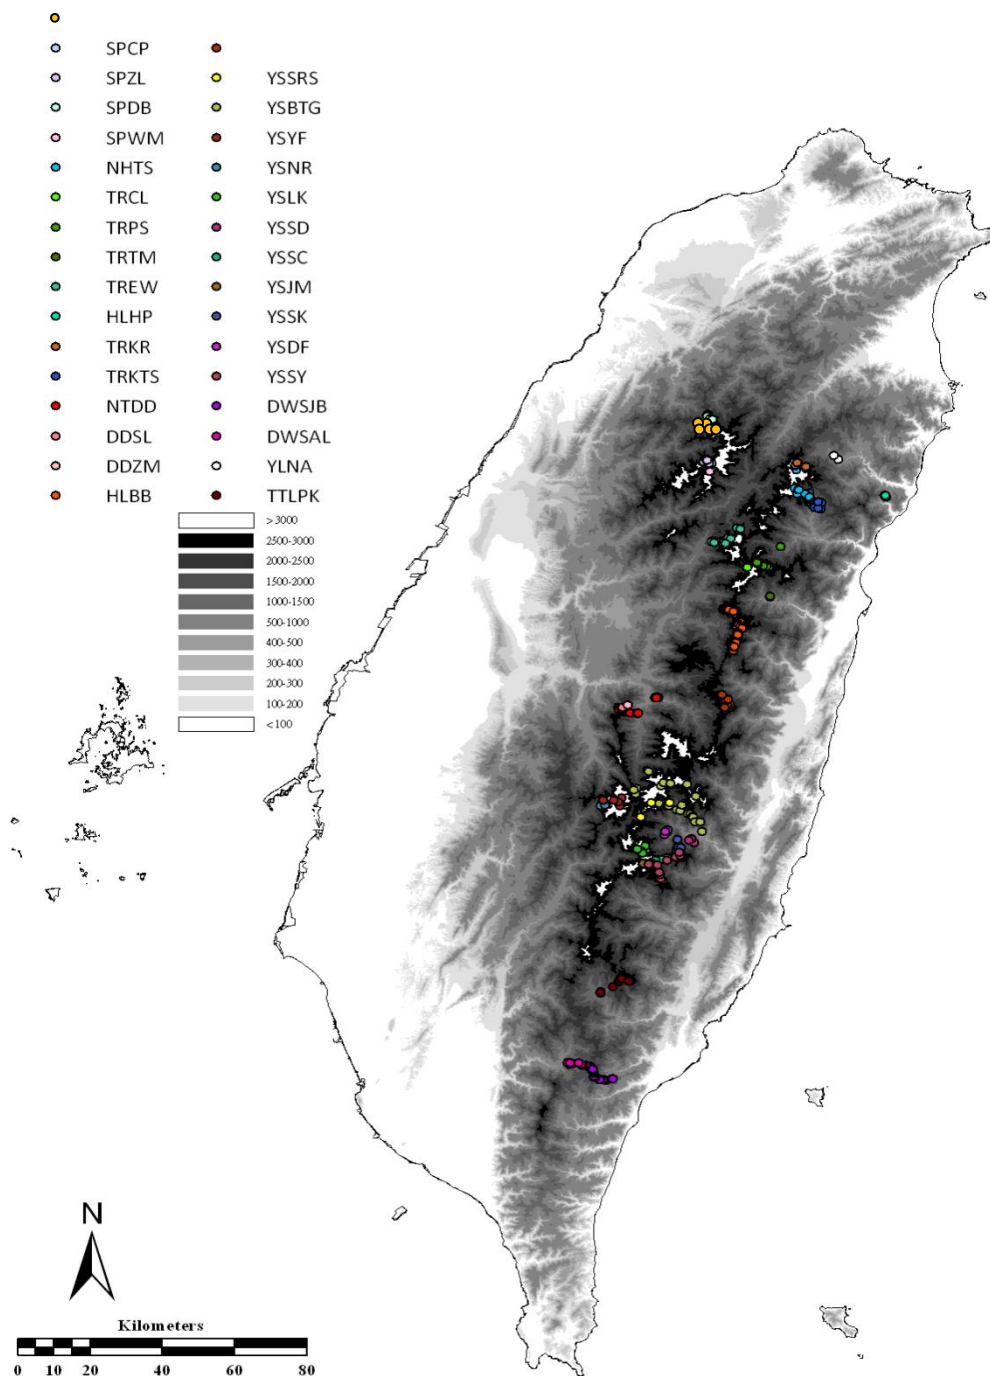 SPCP
SPZL YSSRS
SPDB YSBTG
SPWM YSYF
NHTS YSNR
TRCL YSLK
TRPS YSSD
TRTM YSSC
TREW YSJM
HLHP YSSK
TRKR YSDF
TRKTS YSSY
NTDD DWSJB
DDSL DWSAL
DDZM YLNA
HLBB TTLPK
>3000
2500-3000
2000-2500
1500-2000
1000-1500
500-1000
400-500
300-400
200-300
100-200
<100
N
Kilometers
0 10 20 40 60 80